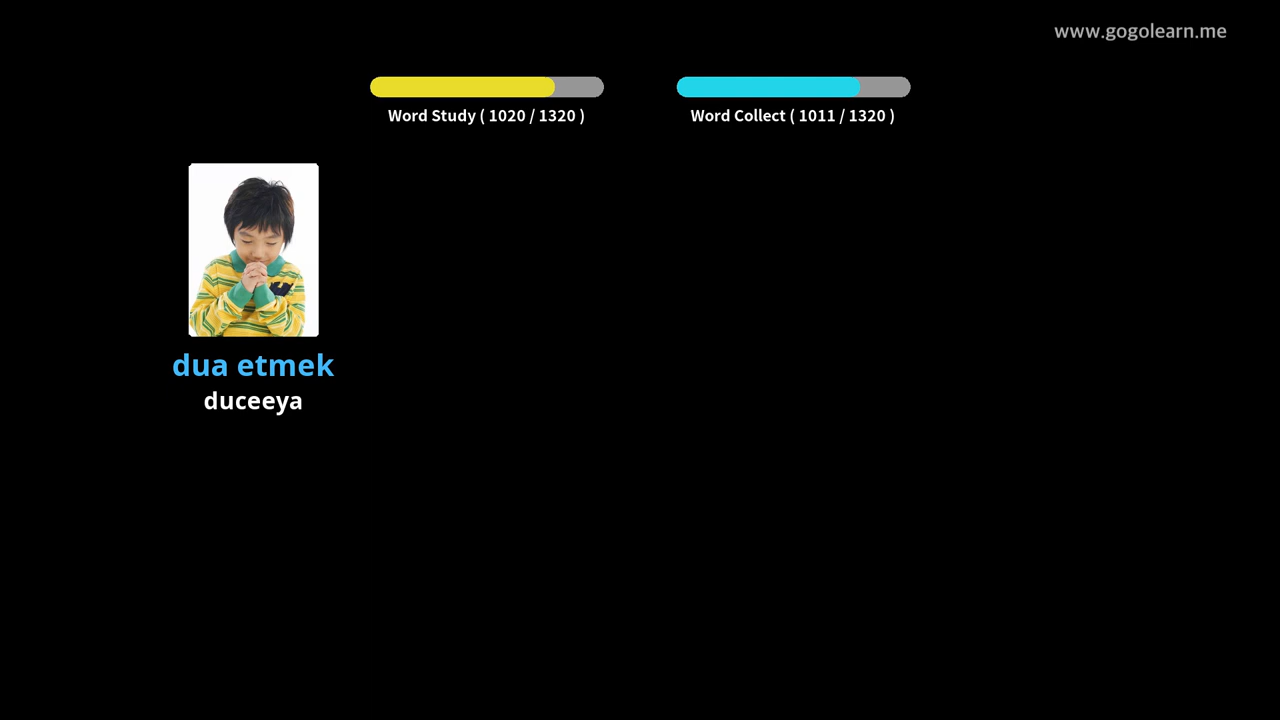 www.gogolearn.me
Word Study ( 1020 / 1320 )
Word Collect ( 1011 / 1320 )
dua etmek
duceeya